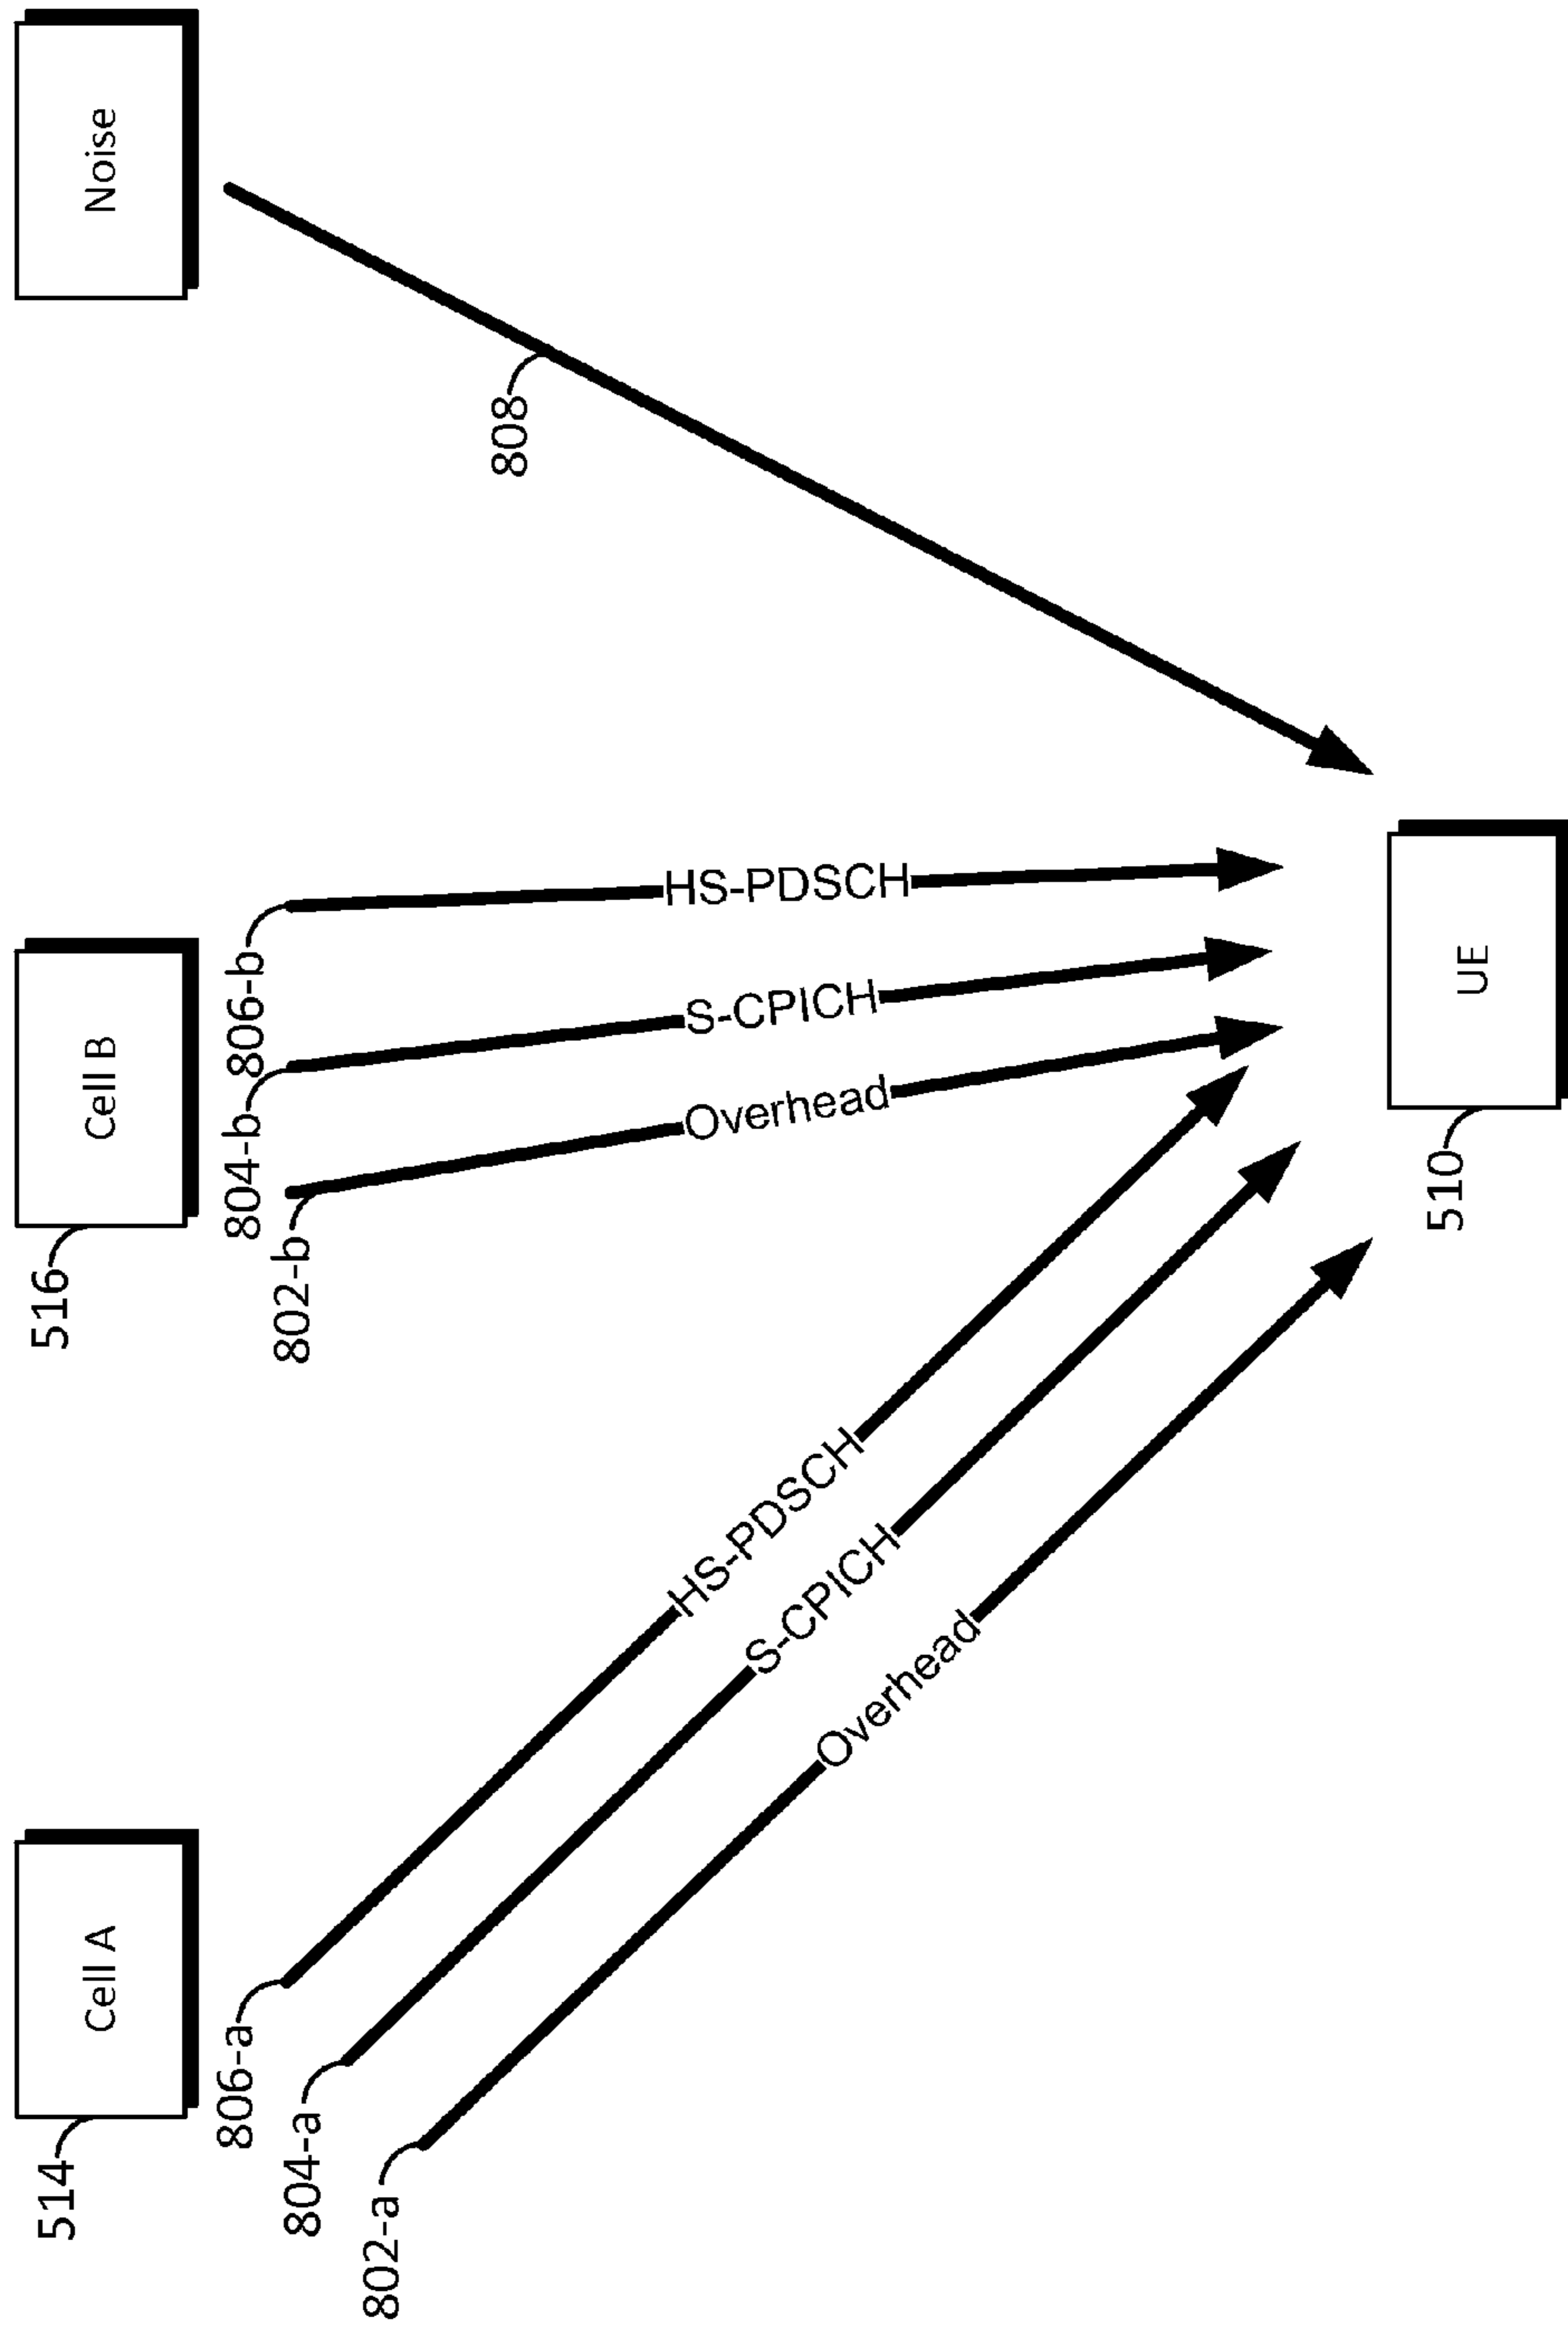 514
Cell A
516
Cell B
Noise
806-a
804-a
802-a
804-b
806-b
802-b
808
HS-PDSCH
S-CPICH
Overhead
Overhead
S-CPICH
HS-PDSCH
510
UE